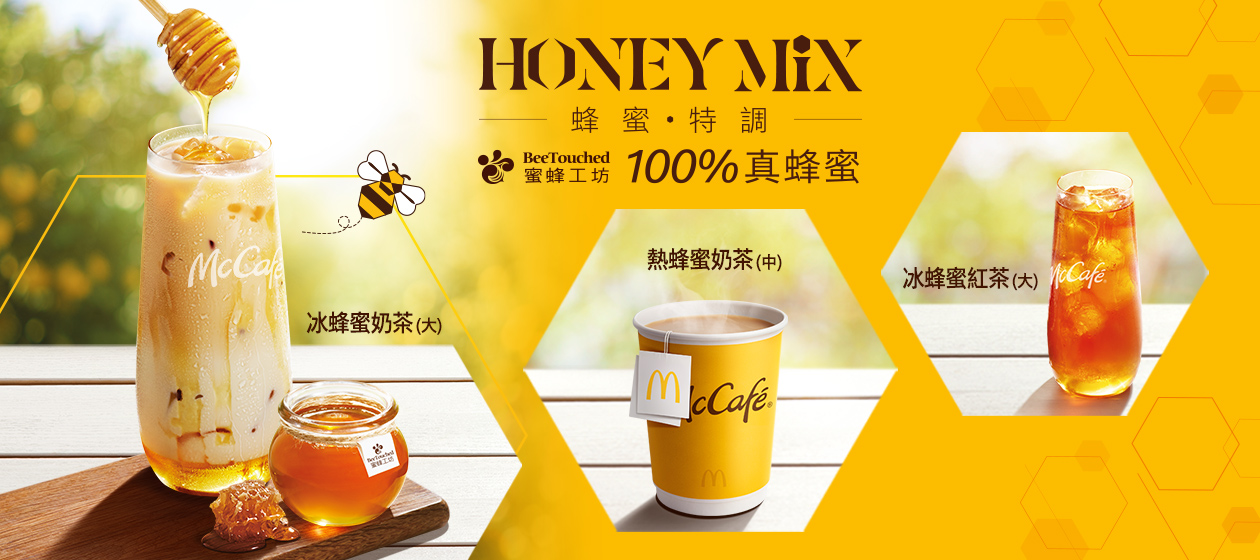 HONEY MiX
蜂蜜・特調
BeeTouched
蜜蜂工坊
100%真蜂蜜
McCafé
冰蜂蜜奶茶(大)
BeeTouched
蜜蜂工坊
熱蜂蜜奶茶(中)
cCafé®
冰蜂蜜紅茶(大)
McCafé